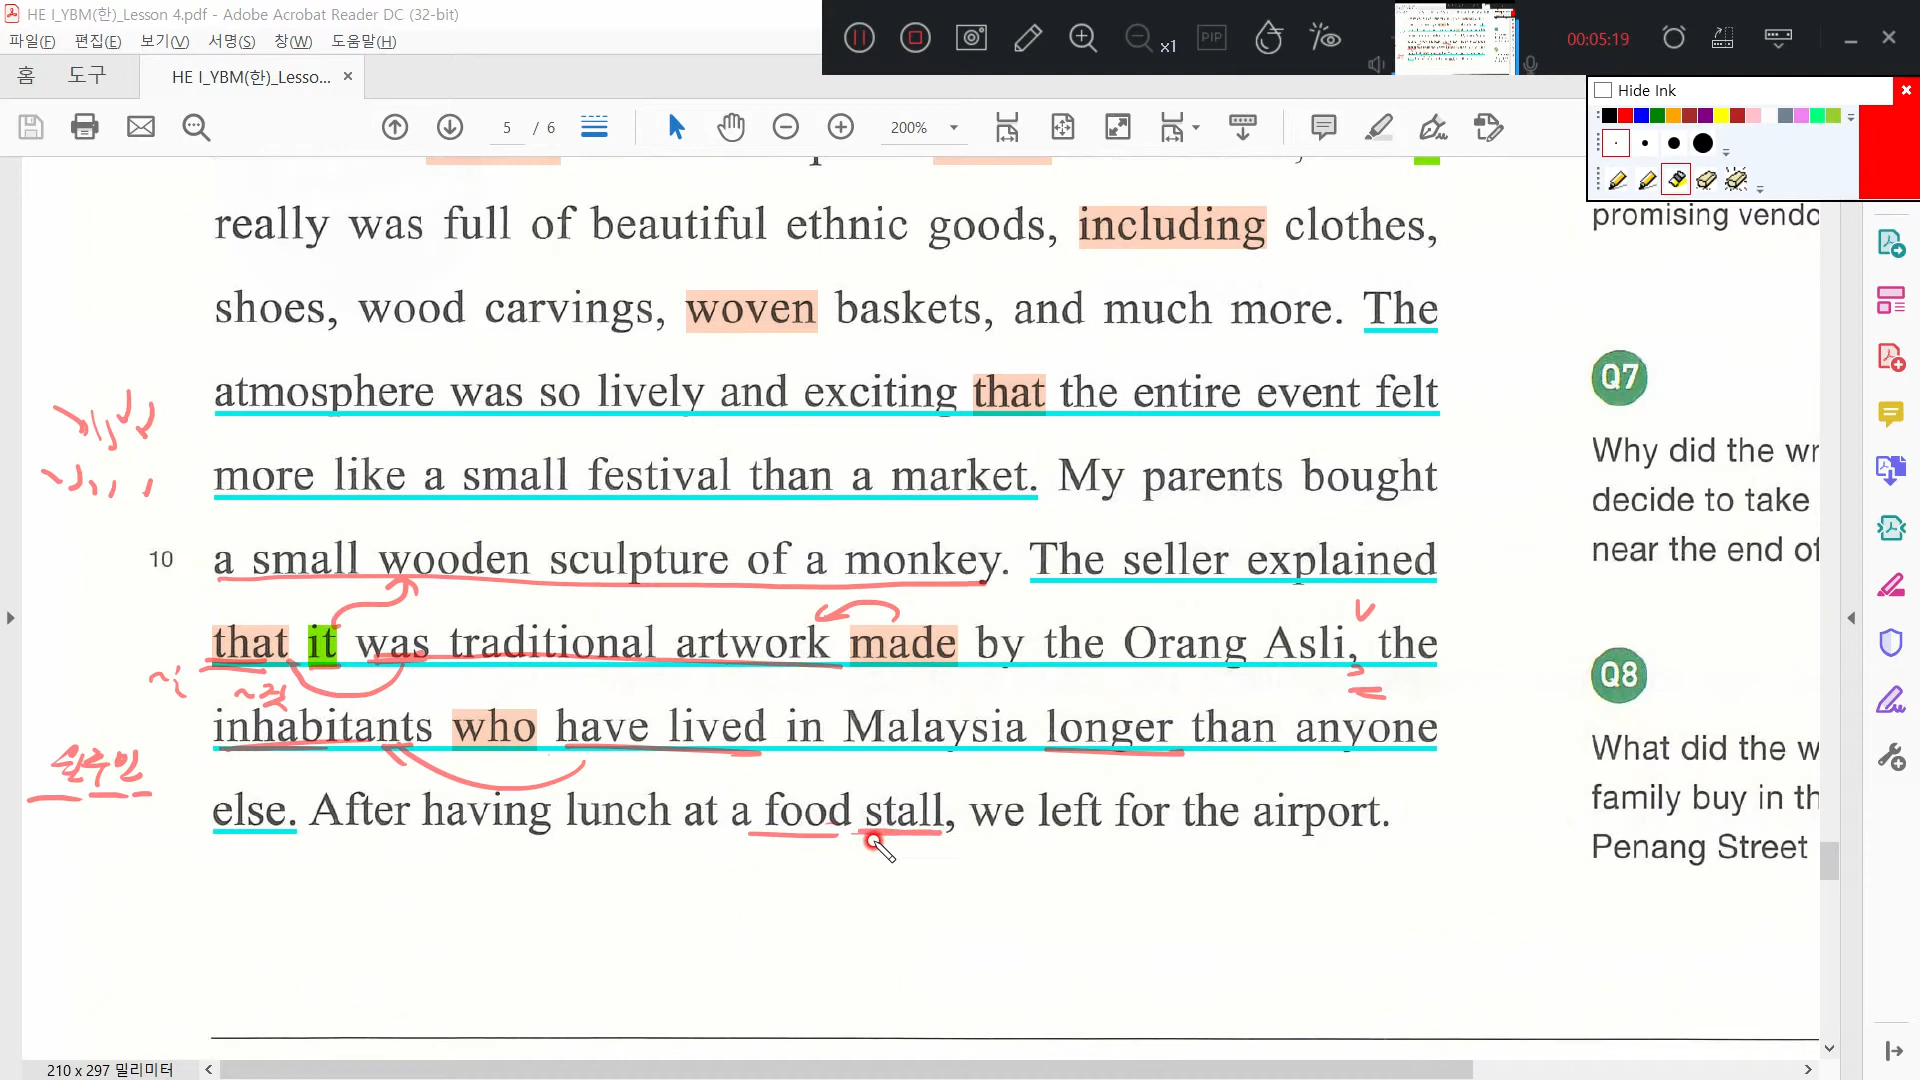 HE I_YBM(한)_Lesson 4.pdf - Adobe Acrobat Reader DC (32-bit)
파일(F) 편집(E) 보기(V) 서명(S) 창(W) 도움말(H)
x1 PIP 00:05:19
홈 도구 HE I_YBM(한)_Lesso... ×
Hide Ink
5 / 6 200%
promising vendo
really was full of beautiful ethnic goods, including clothes,
shoes, wood carvings, woven baskets, and much more. The
atmosphere was so lively and exciting that the entire event felt
more like a small festival than a market. My parents bought
10 a small wooden sculpture of a monkey. The seller explained
that it was traditional artwork made by the Orang Asli, the
inhabitants who have lived in Malaysia longer than anyone
else. After having lunch at a food stall, we left for the airport.
~것
원주민
Q7
Why did the wr
decide to take
near the end of
Q8
What did the w
family buy in th
Penang Street
210 x 297 밀리미터